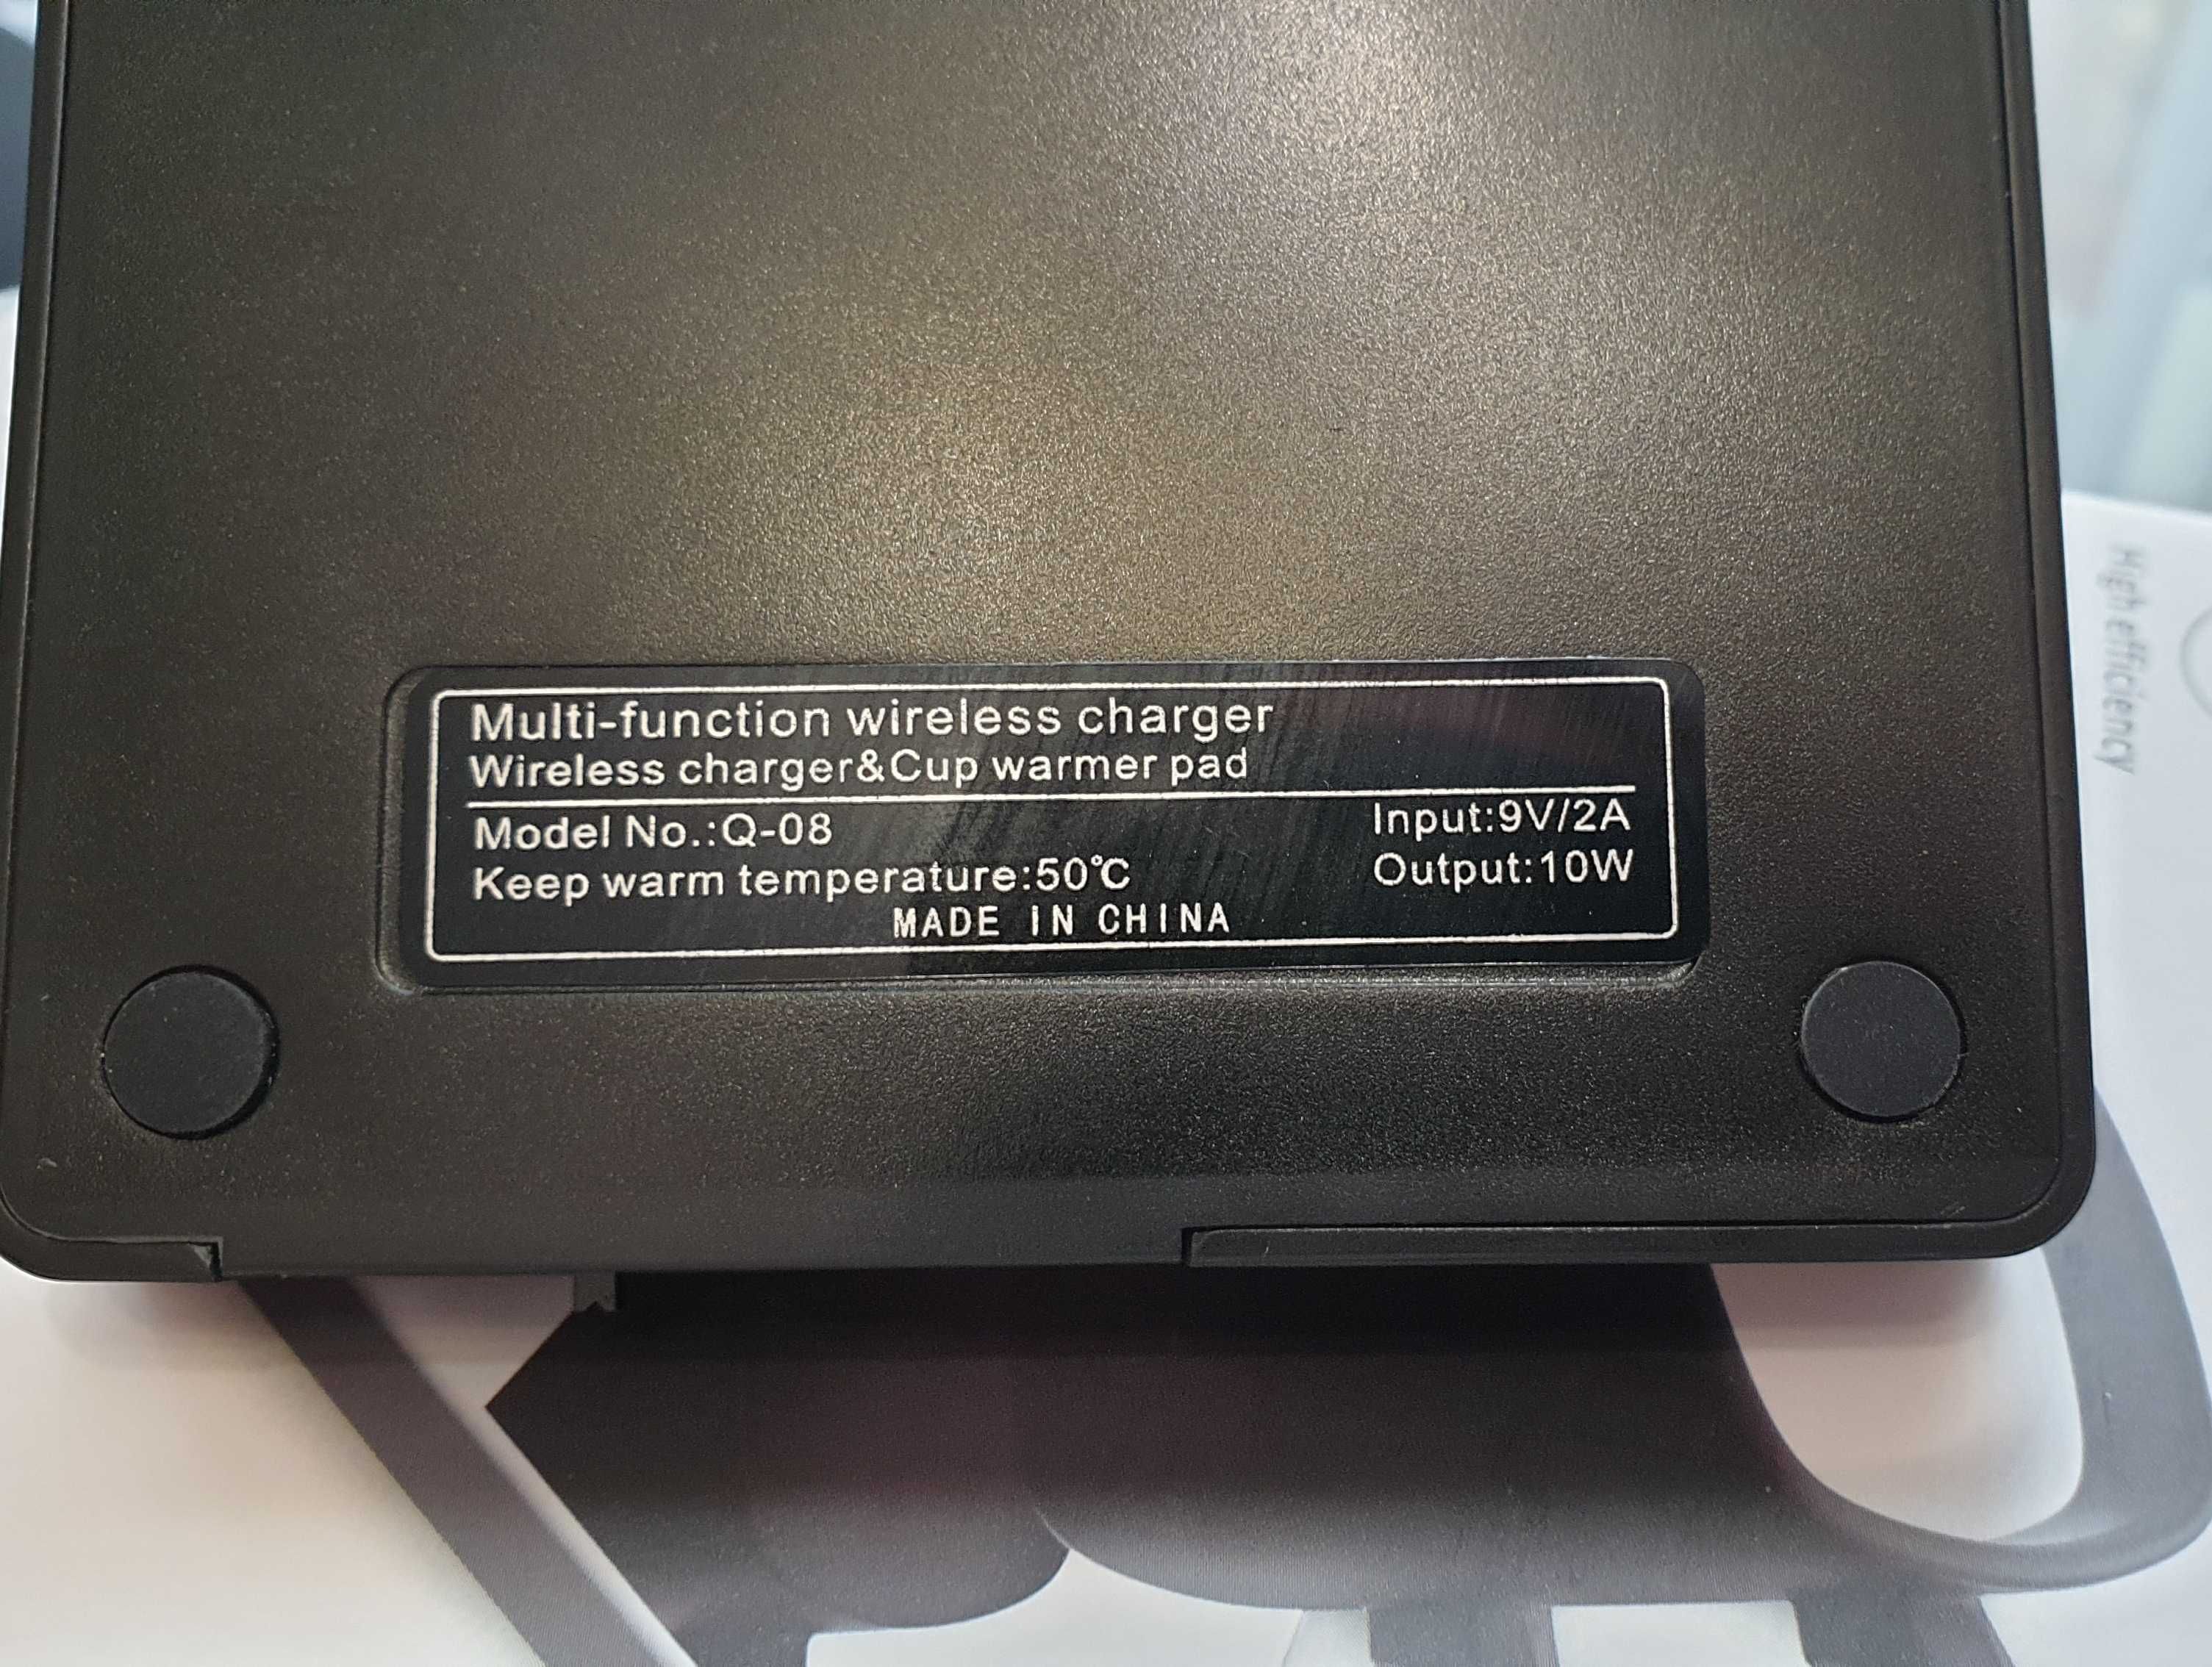 Multi-function wireless charger
Wireless charger&Cup warmer pad
Model No.:Q-08
Input:9V/2A
Keep warm temperature:50℃
Output:10W
MADE IN CHINA
High efficiency